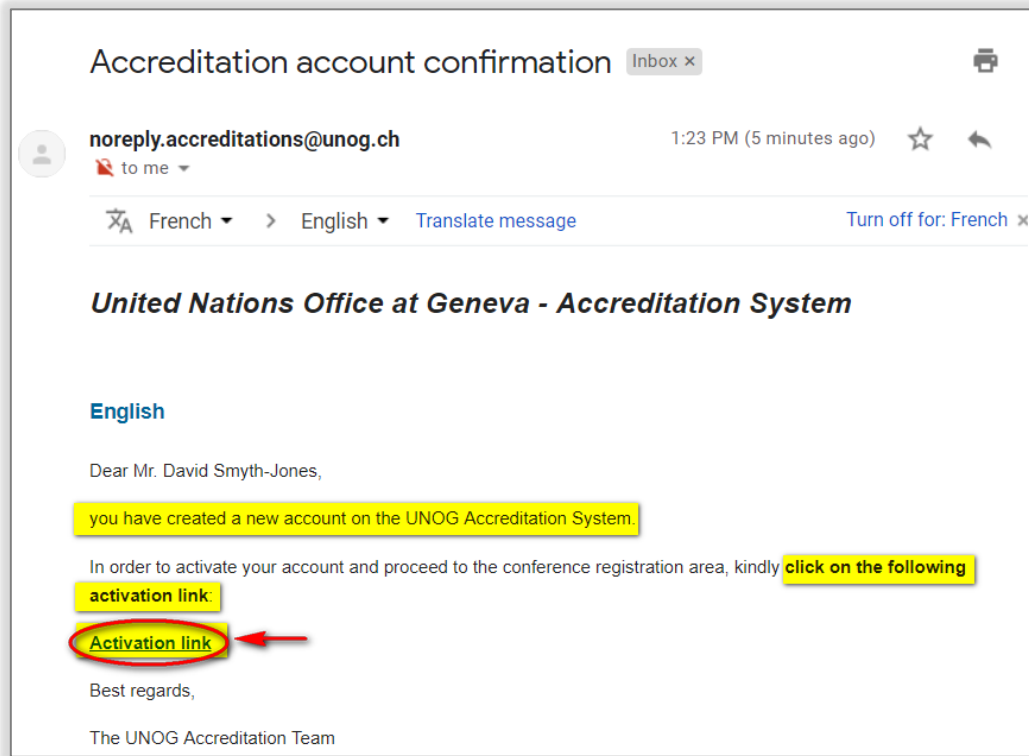 Accreditation account confirmation Inbox ×
noreply.accreditations@unog.ch 1:23 PM (5 minutes ago)
to me
French > English Translate message Turn off for: French ×
United Nations Office at Geneva - Accreditation System
English
Dear Mr. David Smyth-Jones,
you have created a new account on the UNOG Accreditation System.
In order to activate your account and proceed to the conference registration area, kindly click on the following
activation link:
Activation link
Best regards,
The UNOG Accreditation Team